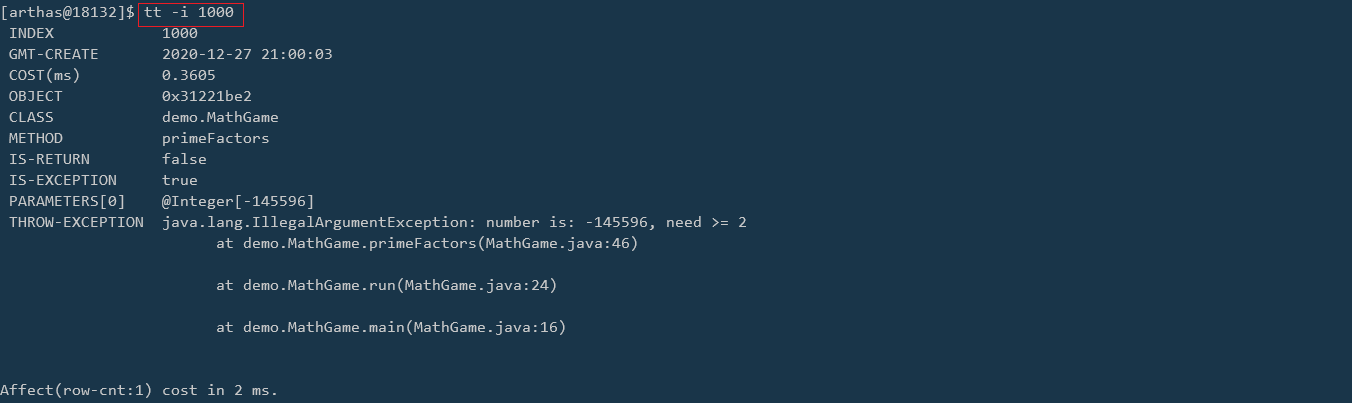 [arthas@18132]$ tt -i 1000
INDEX 1000
GMT-CREATE 2020-12-27 21:00:03
COST(ms) 0.3605
OBJECT 0x31221be2
CLASS demo.MathGame
METHOD primeFactors
IS-RETURN false
IS-EXCEPTION true
PARAMETERS[0] @Integer[-145596]
THROW-EXCEPTION java.lang.IllegalArgumentException: number is: -145596, need >= 2
at demo.MathGame.primeFactors(MathGame.java:46)
at demo.MathGame.run(MathGame.java:24)
at demo.MathGame.main(MathGame.java:16)
Affect(row-cnt:1) cost in 2 ms.